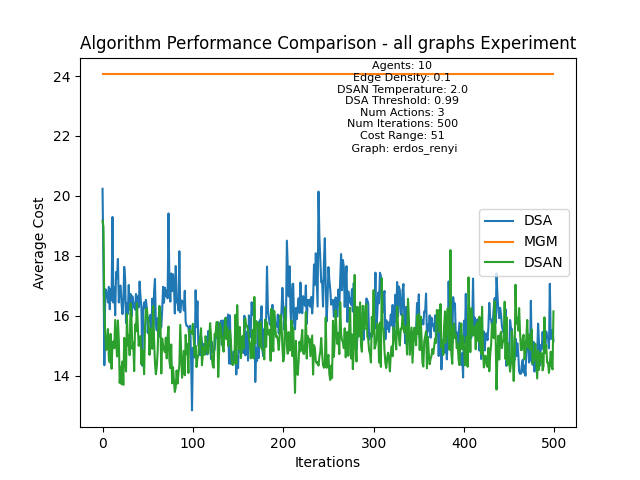 Algorithm Performance Comparison - all graphs Experiment
Agents: 10
Edge Density: 0.1
DSAN Temperature: 2.0
DSA Threshold: 0.99
Num Actions: 3
Num Iterations: 500
Cost Range: 51
Graph: erdos_renyi
24
22
20
18
16
14
Average Cost
DSA
MGM
DSAN
0
100
200
300
400
500
Iterations